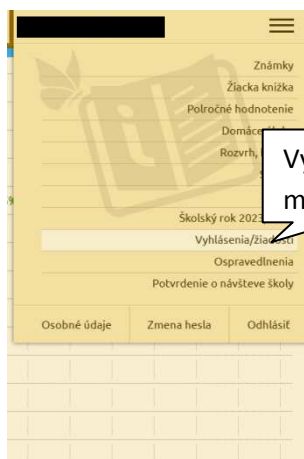 Známky
Žiacka knižka
Polročné hodnotenie
Domáce
Rozvrh,
Školský rok 2023
Vyhlásenia/žiadosti
Ospravedlnenia
Potvrdenie o návšteve školy
Osobné údaje Zmena hesla Odhlásiť